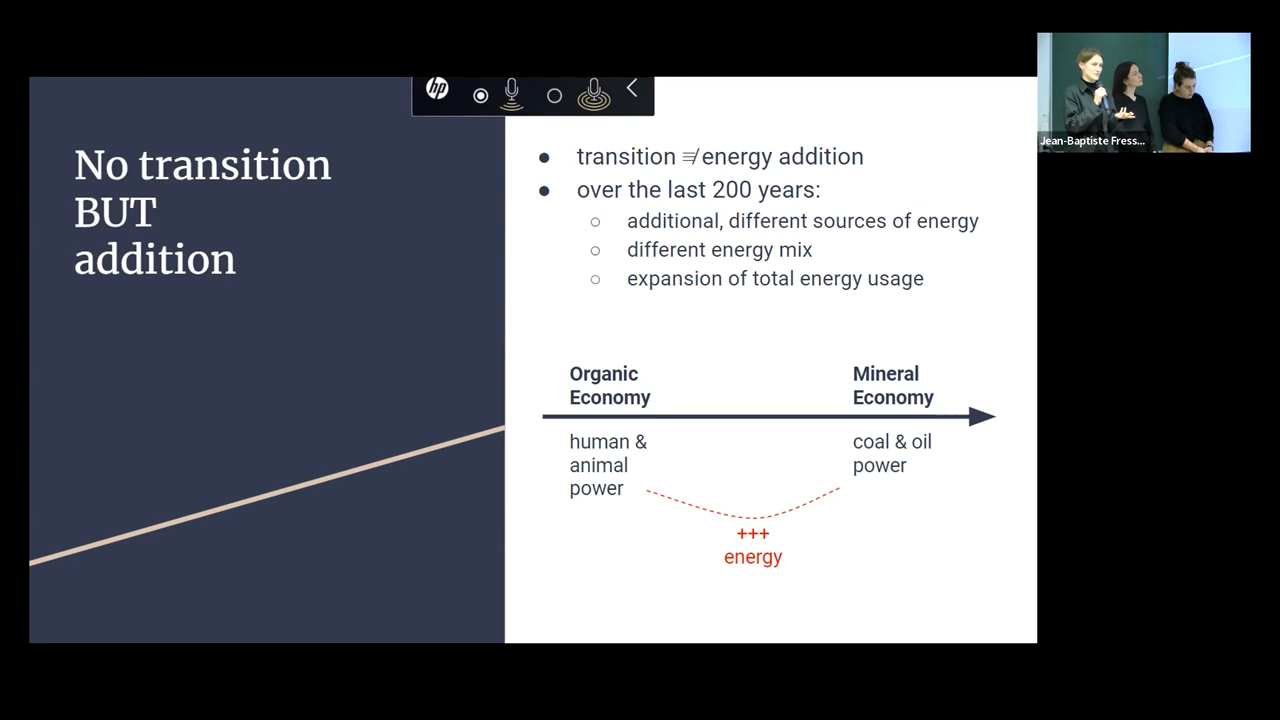 hp
No transition
BUT
addition
● transition ≢ energy addition
● over the last 200 years:
○ additional, different sources of energy
○ different energy mix
○ expansion of total energy usage
Organic
Economy
Mineral
Economy
human &
animal
power
coal & oil
power
+++
energy
Jean-Baptiste Fress...